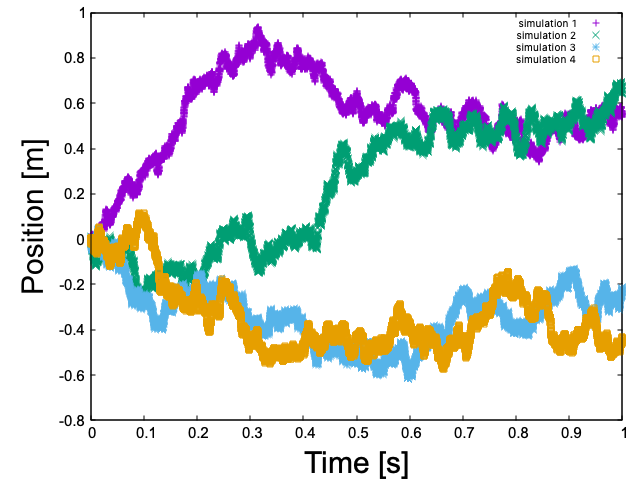 1
0.8
0.6
0.4
0.2
0
-0.2
-0.4
-0.6
-0.8
Position [m]
simulation 1
simulation 2
simulation 3
simulation 4
0 0.1 0.2 0.3 0.4 0.5 0.6 0.7 0.8 0.9 1
Time [s]